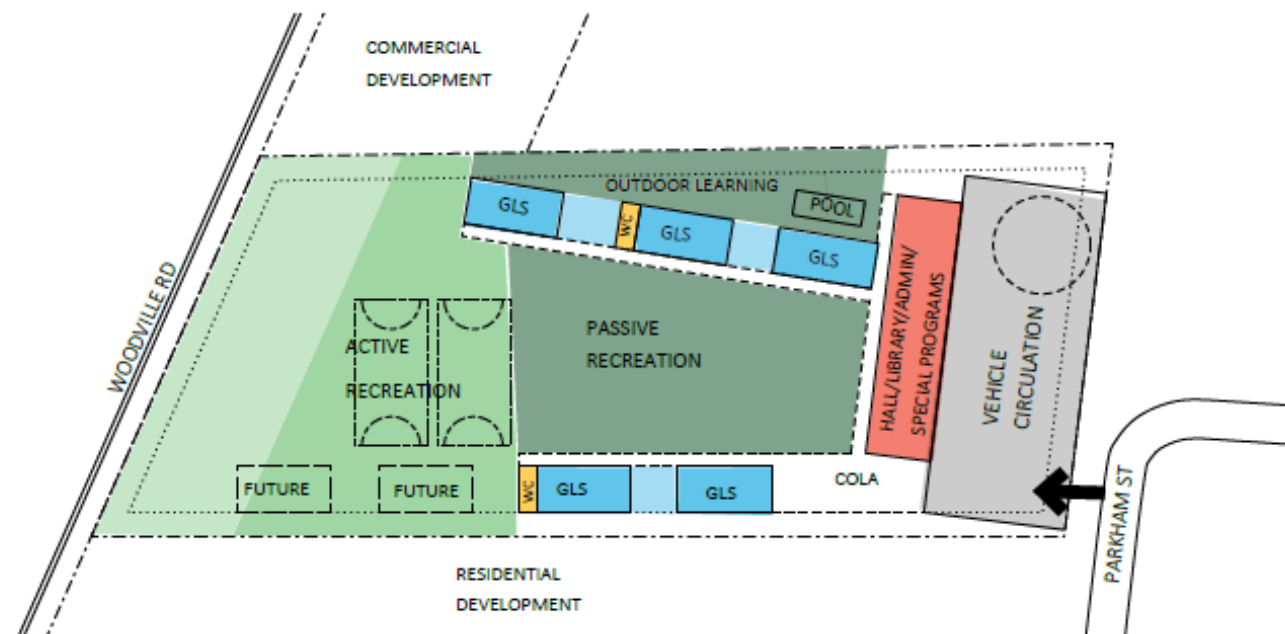 COMMERCIAL
DEVELOPMENT
WOODVILLE RD
OUTDOOR LEARNING
POOL
GLS
WC
GLS
GLS
ACTIVE
RECREATION
PASSIVE
RECREATION
HALL/LIBRARY/ADMIN/
SPECIAL PROGRAMS
VEHICLE
CIRCULATION
FUTURE
FUTURE
WC
GLS
GLS
COLA
PARKHAM ST
RESIDENTIAL
DEVELOPMENT